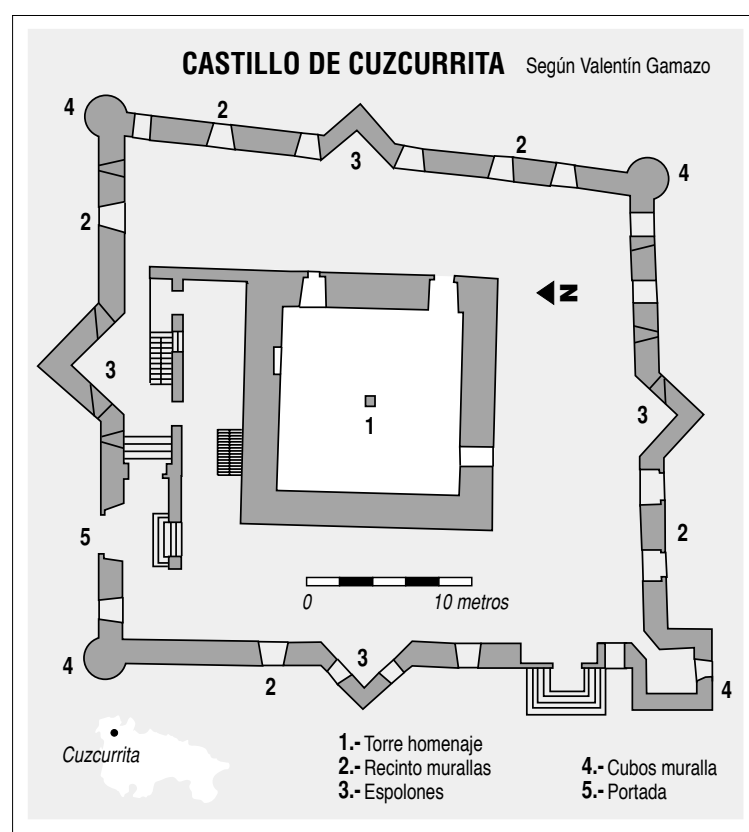 CASTILLO DE CUZCURRITA Según Valentín Gamazo
4
2
3
2
4
2
N
3
1
3
5
2
0 10 metros
4
2
3
4
Cuzcurrita
1.- Torre homenaje
2.- Recinto murallas
3.- Espolones
4.- Cubos muralla
5.- Portada